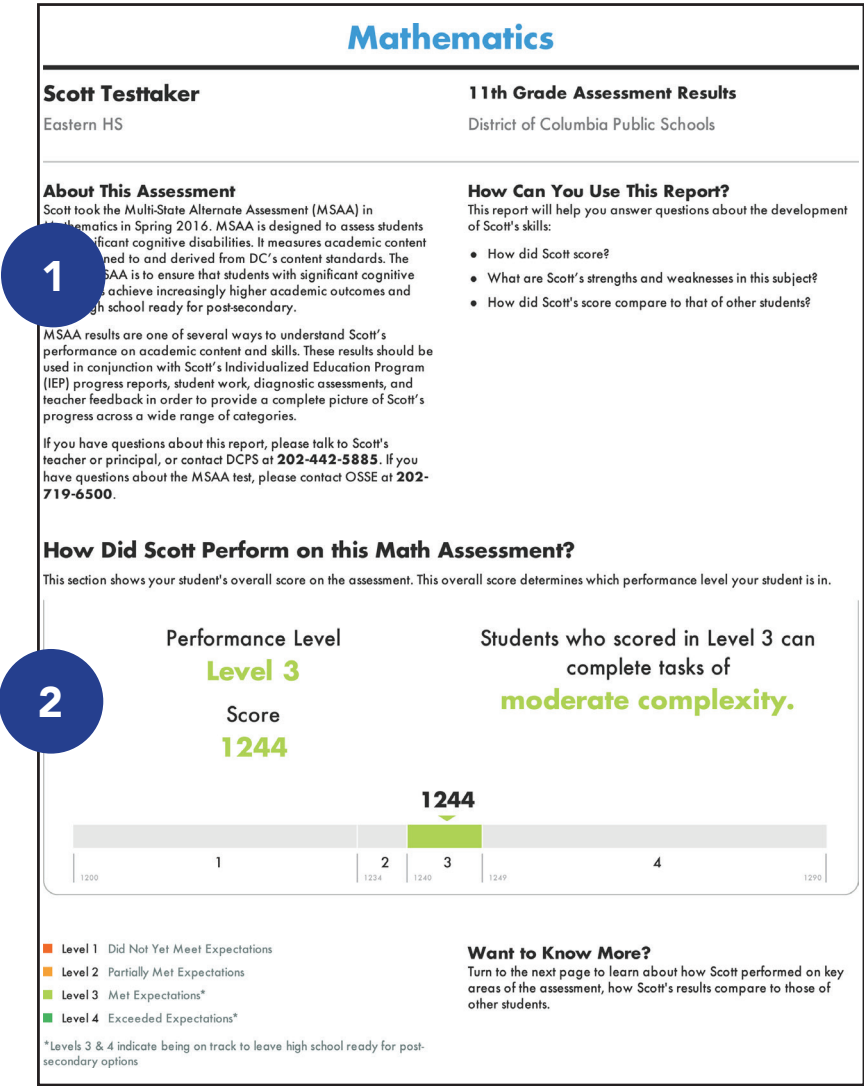 Mathematics
Scott Testtaker
Eastern HS
11th Grade Assessment Results
District of Columbia Public Schools
About This Assessment
Scott took the Multi-State Alternate Assessment (MSAA) in
Mathematics in Spring 2016. MSAA is designed to assess students
cognitive disabilities. It measures academic content
to and derived from DC's content standards. The
MSAA is to ensure that students with significant cognitive
achieve increasingly higher academic outcomes and
school ready for post-secondary.
1
MSAA results are one of several ways to understand Scott's
performance on academic content and skills. These results should be
used in conjunction with Scott's Individualized Education Program
(IEP) progress reports, student work, diagnostic assessments, and
teacher feedback in order to provide a complete picture of Scott's
progress across a wide range of categories.
If you have questions about this report, please talk to Scott's
teacher or principal, or contact DCPS at 202-442-5885. If you
have questions about the MSAA test, please contact OSSE at 202-
719-6500.
How Can You Use This Report?
This report will help you answer questions about the development
of Scott's skills:
• How did Scott score?
• What are Scott's strengths and weaknesses in this subject?
• How did Scott's score compare to that of other students?
How Did Scott Perform on this Math Assessment?
This section shows your student's overall score on the assessment. This overall score determines which performance level your student is in.
2
Performance Level
Level 3
Score
1244
Students who scored in Level 3 can
complete tasks of
moderate complexity.
1244
1 2 3 4
1200 1234 1240 1249 1290
Level 1 Did Not Yet Meet Expectations
Level 2 Partially Met Expectations
Level 3 Met Expectations*
Level 4 Exceeded Expectations*
*Levels 3 & 4 indicate being on track to leave high school ready for post-
secondary options
Want to Know More?
Turn to the next page to learn about how Scott performed on key
areas of the assessment, how Scott's results compare to those of
other students.